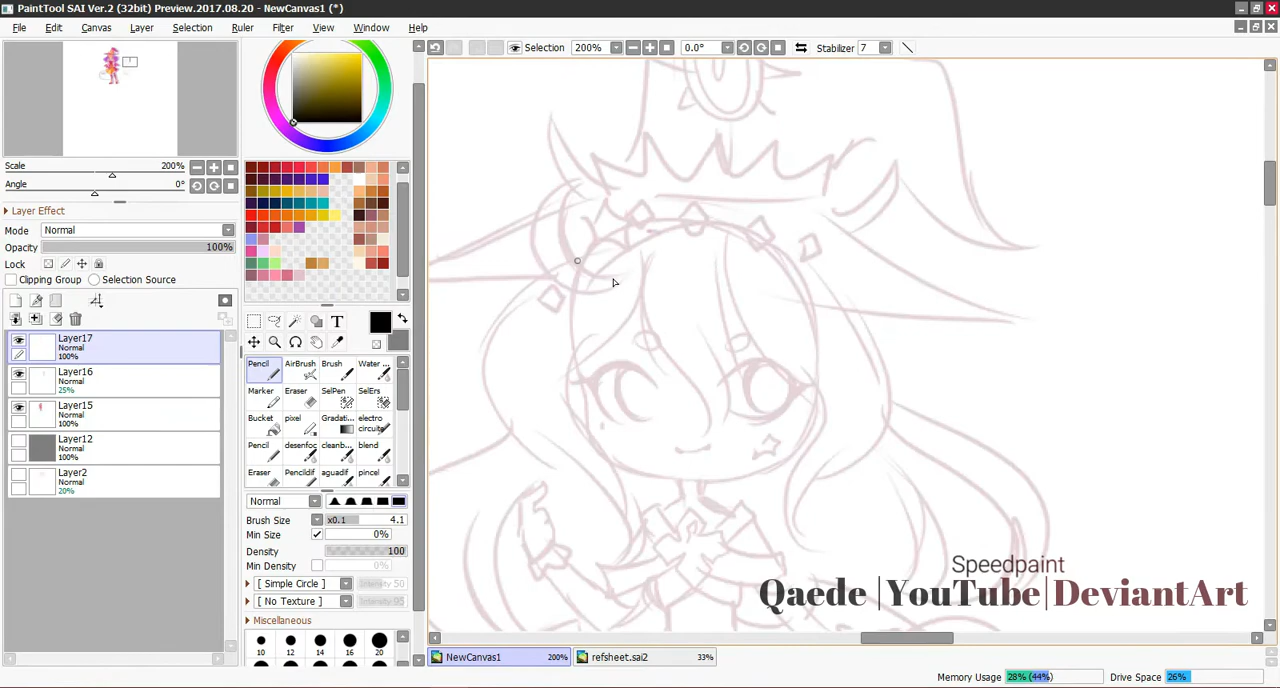 PaintTool SAI Ver.2 (32bit) Preview.2017.08.20 - NewCanvas1 (*)
File Edit Canvas Layer Selection Ruler Filter View Window Help
Selection 200% 0.0° Stabilizer 7
Scale 200%
Angle 0°
Layer Effect
Mode Normal
Opacity 100%
Lock
Clipping Group Selection Source
Layer17
Normal
100%
Layer16
Normal
25%
Layer15
Normal
100%
Layer12
Normal
100%
Layer2
Normal
20%
T
Pencil AirBrush Brush Water ...
Marker Eraser SelPen SelErs
Bucket pixel Gradati... electro
circuite
Pencil desenfoc cleanb... blend
Eraser Pencildif aguadif pincel
Normal
Brush Size x0.1 4.1
Min Size 0%
Density 100
Min Density 0%
[ Simple Circle ] Intensity 50
[ No Texture ] Intensity 95
Miscellaneous
10 12 14 16 20
Speedpaint
Qaede |YouTube|DeviantArt
NewCanvas1 200% refsheet.sai2 33%
Memory Usage 28% (44%) Drive Space 26%